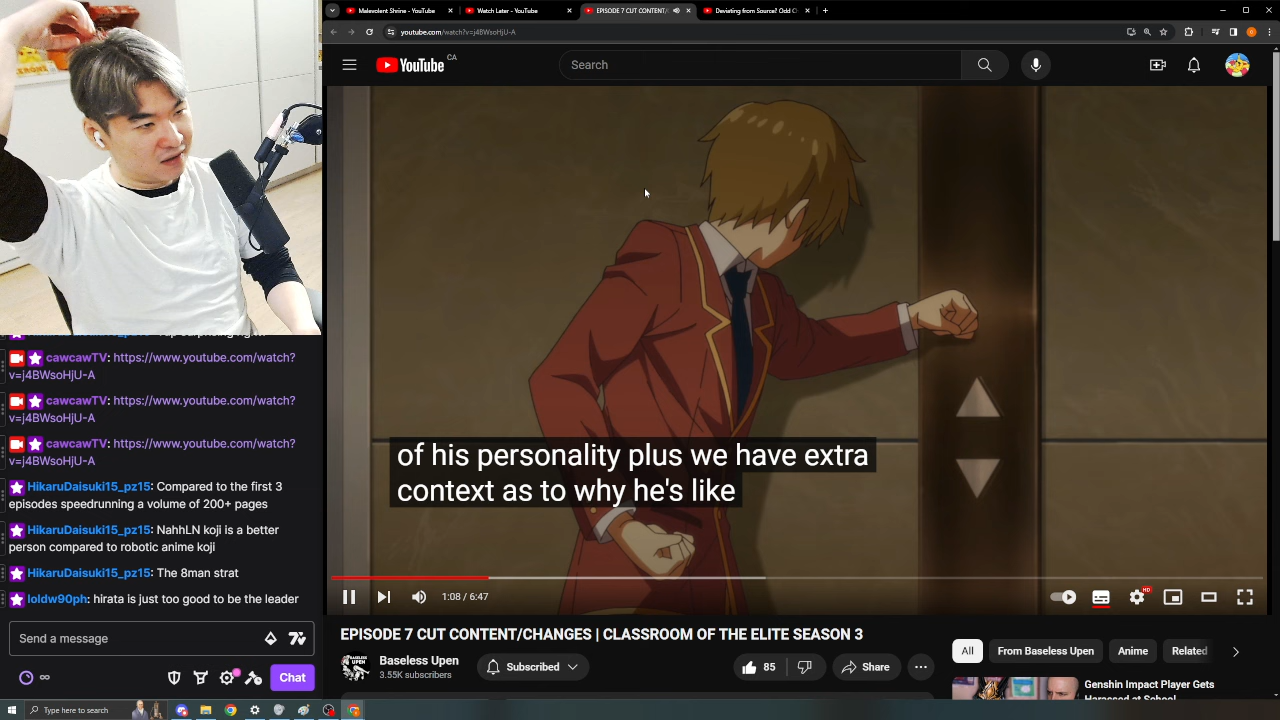 Malevolent Shrine - YouTube
Watch Later - YouTube
EPISODE 7 CUT CONTENT/
Deviating from Source? Odd C
youtube.com/watch?v=j4BWsoHjU-A
YouTube CA
Search
of his personality plus we have extra
context as to why he's like
1:08 / 6:47
HD
EPISODE 7 CUT CONTENT/CHANGES | CLASSROOM OF THE ELITE SEASON 3
Baseless Upen
3.55K subscribers
Subscribed
85
Share
All
From Baseless Upen
Anime
Related
Genshin Impact Player Gets
cawcawTV: https://www.youtube.com/watch?
v=j4BWsoHjU-A
cawcawTV: https://www.youtube.com/watch?
v=j4BWsoHjU-A
cawcawTV: https://www.youtube.com/watch?
v=j4BWsoHjU-A
HikaruDaisuki15_pz15: Compared to the first 3
episodes speedrunning a volume of 200+ pages
HikaruDaisuki15_pz15: NahhLN koji is a better
person compared to robotic anime koji
HikaruDaisuki15_pz15: The 8man strat
loldw90ph: hirata is just too good to be the leader
Send a message
Chat
Type here to search